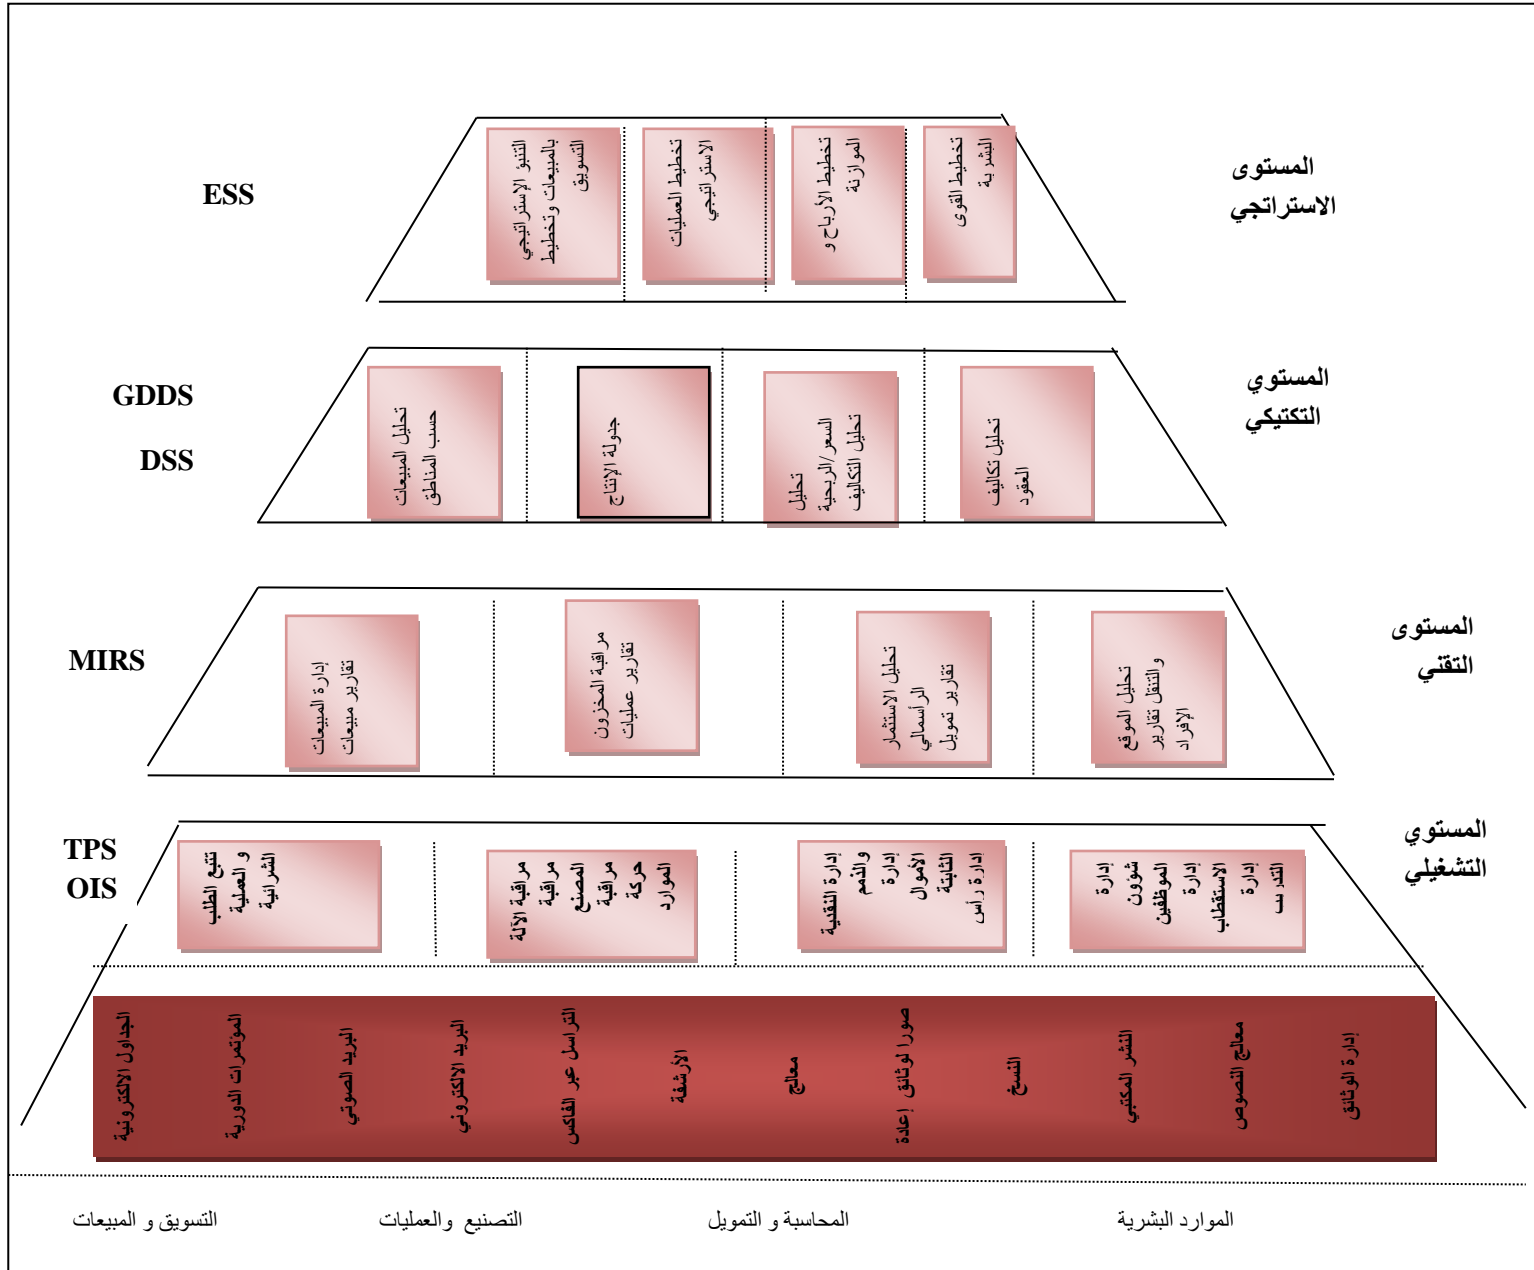 المستوى
الاستراتجي
ESS
تخطيط القوى
البشرية
تخطيط الأرباح و
الموازنة
تخطيط العمليات
الاستراتيجي
التنبؤ الإستراتيجي
بالمبيعات وتخطيط
التسويق
المستوي
التكتيكي
GDDS
DSS
تحليل تكاليف
العقود
تحليل
السعر/الربحية
تحليل التكاليف
جدولة الإنتاج
تحليل المبيعات
حسب المناطق
المستوى
التقني
MIRS
تحليل الموقع
والتنقل تقارير
الإفراد
تحليل الاستثمار
الرأسمالي
تقارير تمويل
مراقبة المخزون
تقارير عمليات
إدارة المبيعات
تقارير مبيعات
المستوي
التشغيلي
TPS
OIS
إدارة
شؤون
الموظفين
إدارة
الاستقطاب
إدارة
التدريب
إدارة النقدية
والذمم
إدارة
الأموال
الثابتة
إدارة رأس
مراقبة الآلة
مراقبة
المصنع
مراقبة
حركة
الموارد
تتبع الطلب
و العملية
الشرائية
إدارة الوثائق
معالج النصوص
النشر المكتبي
النسخ
صورا لوثائق إعادة
معالج
الأرشفة
التراسل عبر الفاكس
البريد الالكتروني
البريد الصوتي
المؤتمرات الدورية
الجداول الالكترونية
الموارد البشرية
المحاسبة و التمويل
التصنيع والعمليات
التسويق و المبيعات